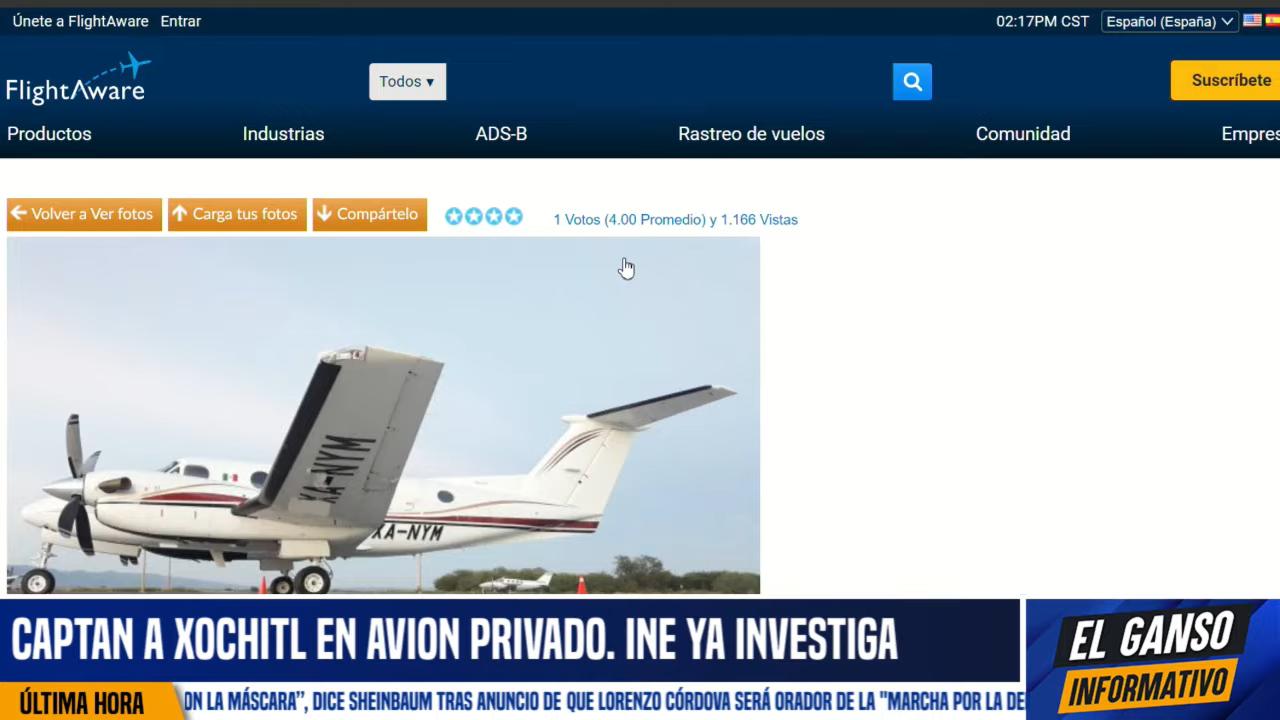 Únete a FlightAware Entrar 02:17PM CST Español (España)
FlightAware Todos ▾ Suscríbete
Productos Industrias ADS-B Rastreo de vuelos Comunidad Empres
Volver a Ver fotos Carga tus fotos Compártelo 1 Votos (4.00 Promedio) y 1.166 Vistas
XA-NYM
XA-NYM
CAPTAN A XOCHITL EN AVION PRIVADO. INE YA INVESTIGA
EL GANSO
INFORMATIVO
ÚLTIMA HORA ON LA MÁSCARA”, DICE SHEINBAUM TRAS ANUNCIO DE QUE LORENZO CÓRDOVA SERÁ ORADOR DE LA "MARCHA POR LA DE